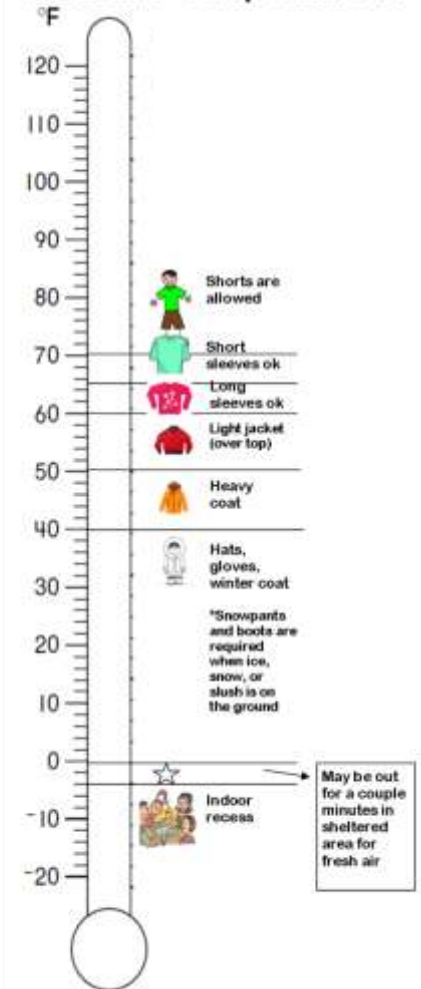 °F
120
110
100
90
80
70
60
50
40
30
20
10
0
-10
-20
Shorts are
allowed
Short
sleeves ok
Long
sleeves ok
Light jacket
(over top)
Heavy
coat
Hats,
gloves,
winter coat
*Snowpants
and boots are
required
when ice,
snow, or
slush is on
the ground
May be out
for a couple
minutes in
sheltered
area for
fresh air
Indoor
recess